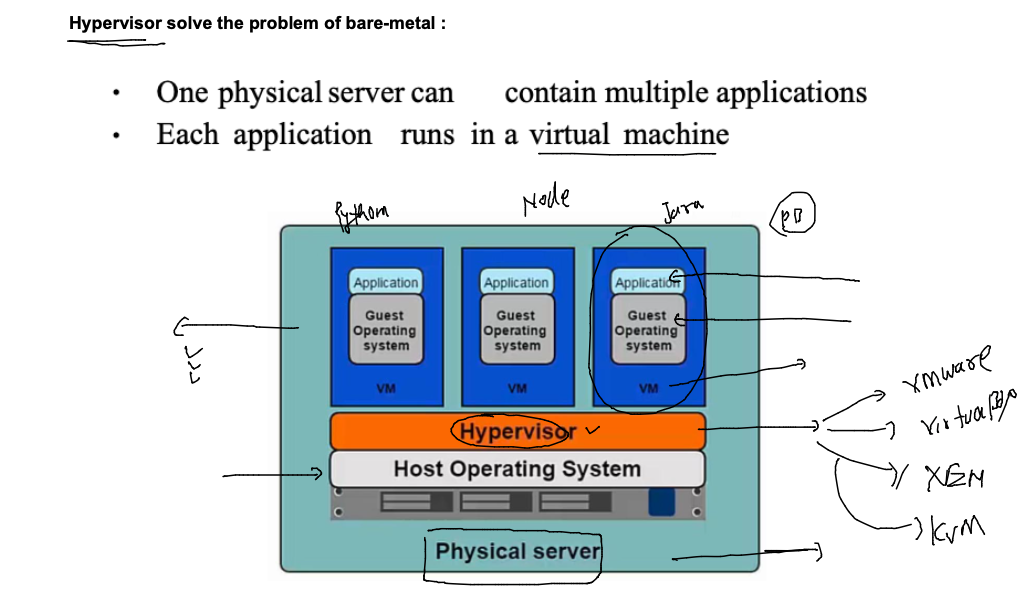 Hypervisor solve the problem of bare-metal :
• One physical server can contain multiple applications
• Each application runs in a virtual machine
Python Node Java
Application Application Application
Guest Guest Guest
Operating Operating Operating
system system system
VM VM VM
vmware
Hypervisor
Host Operating System
XEN
KVM
Physical server